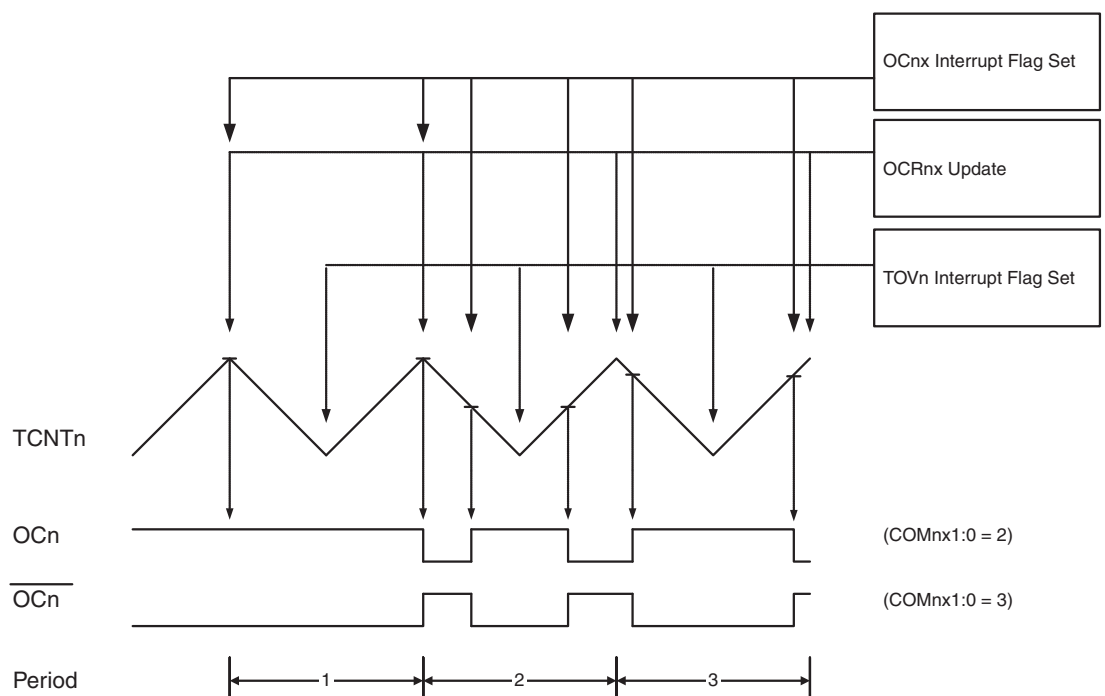 OCnx Interrupt Flag Set
OCRnx Update
TOVn Interrupt Flag Set
TCNTn
OCn
(COMnx1:0 = 2)
OCn
(COMnx1:0 = 3)
Period
1
2
3